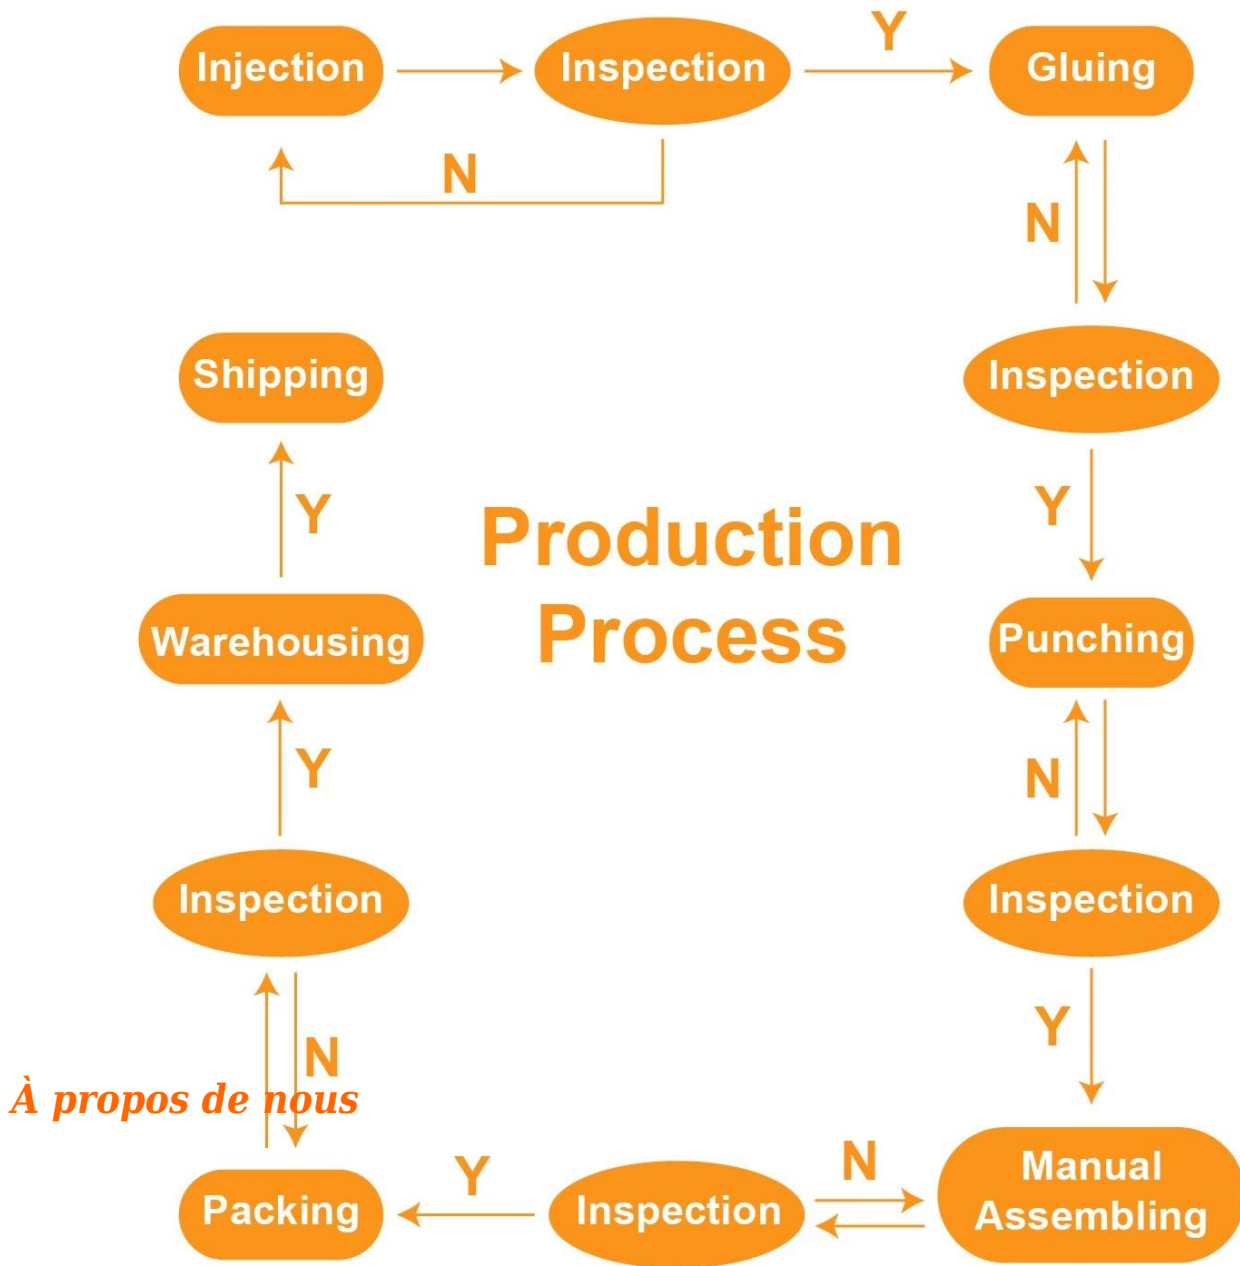 Injection
Inspection
Y
Gluing
N
N
Shipping
Inspection
Y
Y
Production
Process
Warehousing
Punching
Y
N
Inspection
Inspection
Y
N
À propos de nous
Packing
Y
Inspection
N
Manual
Assembling